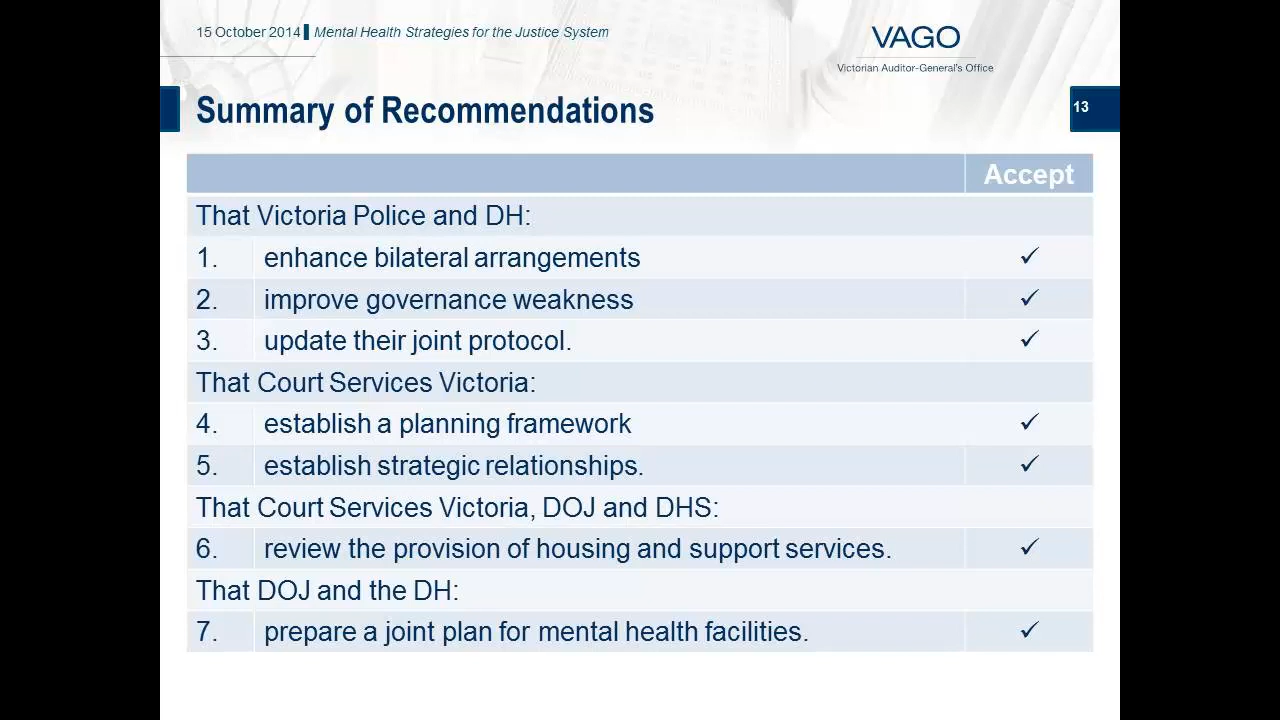 15 October 2014 | Mental Health Strategies for the Justice System
VAGO
Victorian Auditor-General's Office
Summary of Recommendations
13
Accept
That Victoria Police and DH:
1. enhance bilateral arrangements ✓
2. improve governance weakness ✓
3. update their joint protocol. ✓
That Court Services Victoria:
4. establish a planning framework ✓
5. establish strategic relationships. ✓
That Court Services Victoria, DOJ and DHS:
6. review the provision of housing and support services. ✓
That DOJ and the DH:
7. prepare a joint plan for mental health facilities. ✓